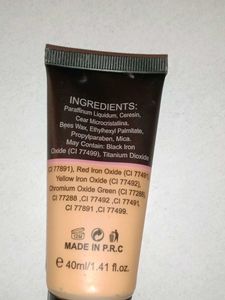 INGREDIENTS:
Paraffinum Liquidum, Ceresin,
Cear Microcristallina,
Bees Wax, Ethylhexyl Palmitate,
Propylparaben, Mica.
May Contain: Black Iron
Oxide (CI 77499), Titanium Dioxide
(CI 77891), Red Iron Oxide (CI 77491),
Yellow Iron Oxide (CI 77492),
Chromium Oxide Green (CI 77288),
CI 77288 ,CI 77492 ,CI 77491,
CI 77891 ,CI 77499.
12M
MADE IN P.R.C
40ml/1.41 fl.oz.